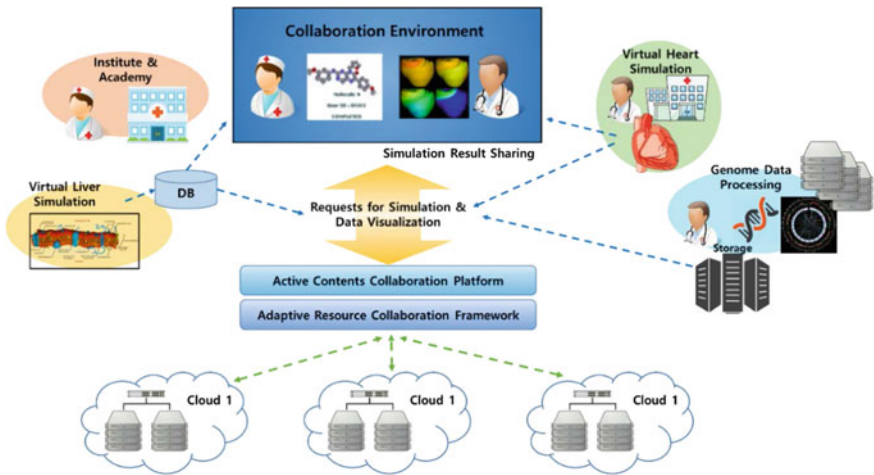 Collaboration Environment
Institute &
Academy
Virtual Heart
Simulation
Simulation Result Sharing
Genome Data
Processing
Virtual Liver
Simulation
DB
Requests for Simulation &
Data Visualization
Storage
Active Contents Collaboration Platform
Adaptive Resource Collaboration Framework
Cloud 1
Cloud 1
Cloud 1